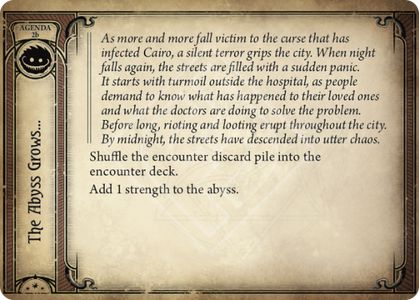 AGENDA
2b
The Abyss Grows...
As more and more fall victim to the curse that has
infected Cairo, a silent terror grips the city. When night
falls again, the streets are filled with a sudden panic.
It starts with turmoil outside the hospital, as people
demand to know what has happened to their loved ones
and what the doctors are doing to solve the problem.
Before long, rioting and looting erupt throughout the city.
By midnight, the streets have descended into utter chaos.
Shuffle the encounter discard pile into the
encounter deck.
Add 1 strength to the abyss.